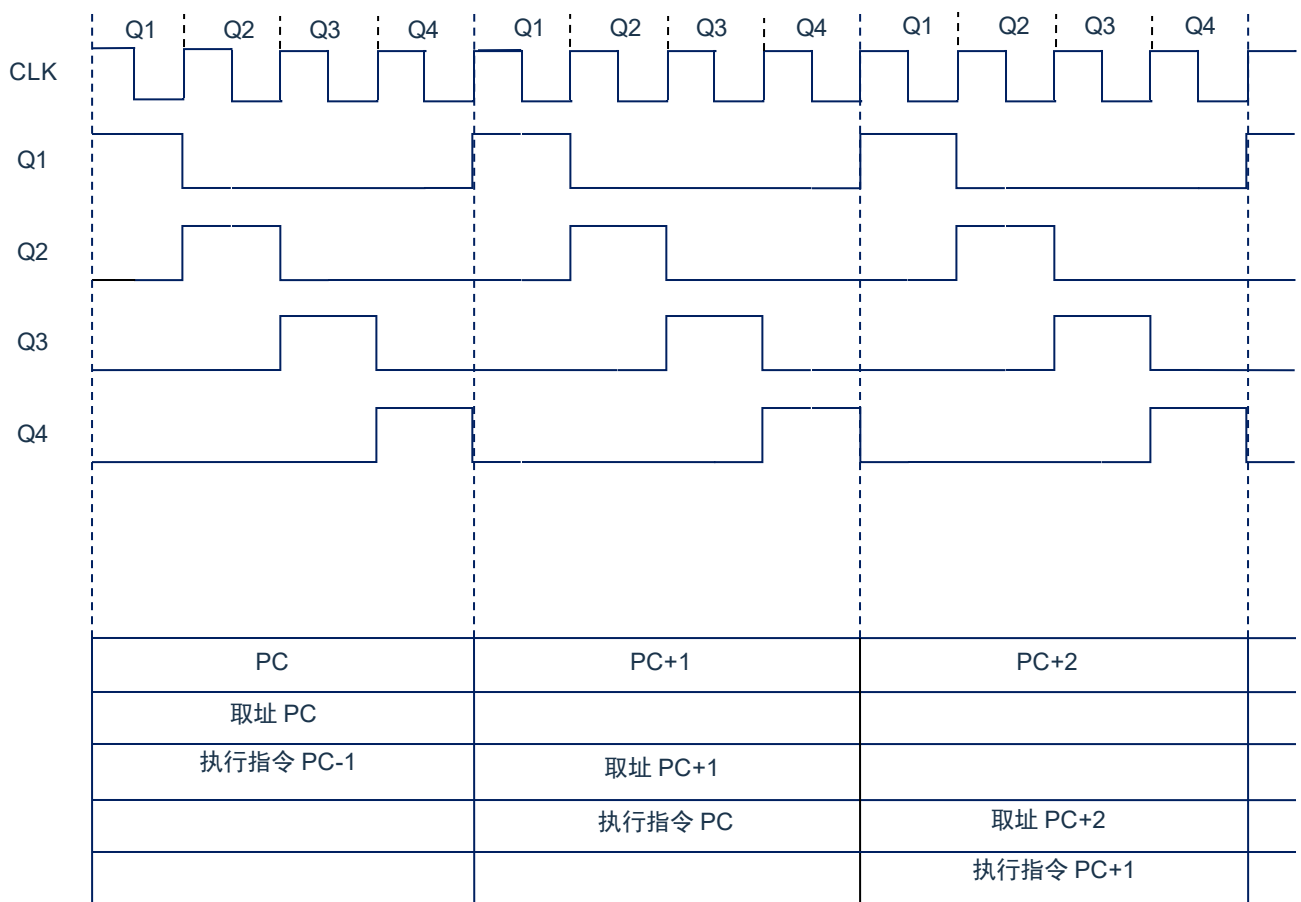 Q1 Q2 Q3 Q4 Q1 Q2 Q3 Q4 Q1 Q2 Q3 Q4
CLK
Q1
Q2
Q3
Q4
PC PC+1 PC+2
取址 PC
执行指令 PC-1 取址 PC+1
执行指令 PC 取址 PC+2
执行指令 PC+1